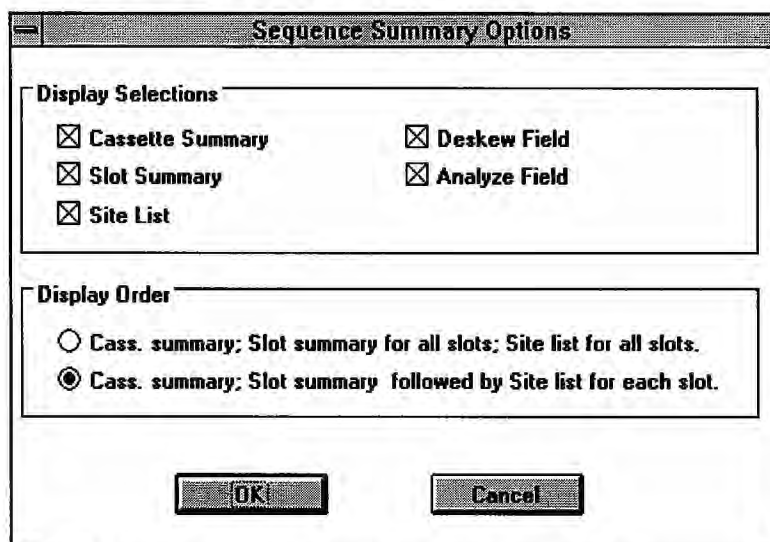 Sequence Summary Options
Display Selections
Cassette Summary
Deskew Field
Slot Summary
Analyze Field
Site List
Display Order
Cass. summary; Slot summary for all slots; Site list for all slots.
Cass. summary; Slot summary followed by Site list for each slot.
OK
Cancel